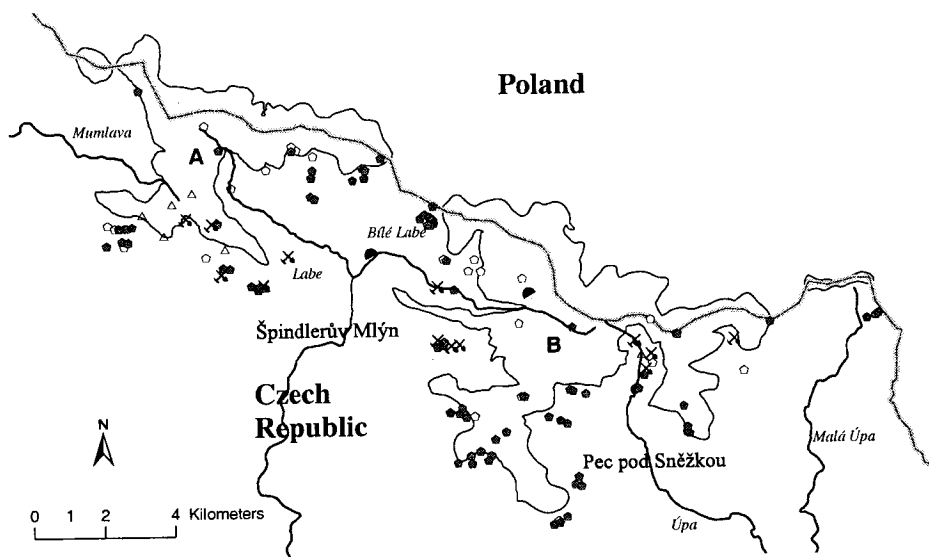 Poland
Mumlava
A
Bílé Labe
Labe
Špindlerův Mlýn
B
Czech
Republic
N
Malá Úpa
Pec pod Sněžkou
0 1 2 4 Kilometers
Úpa